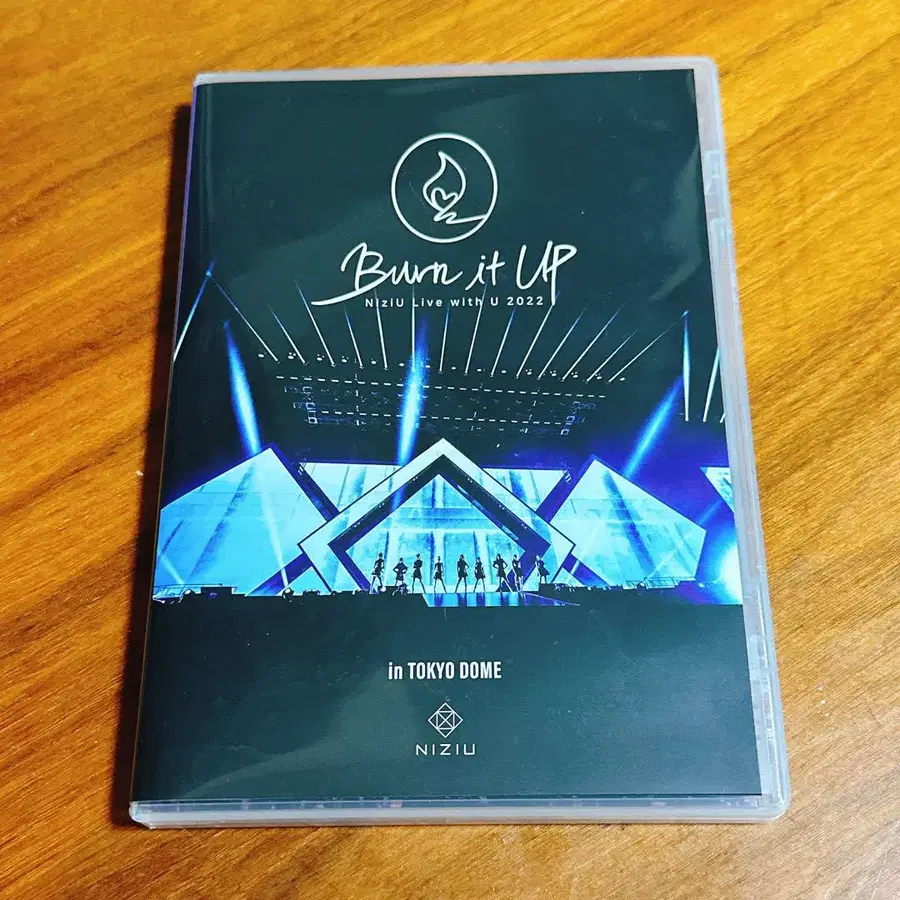 Burn it UP
NiziU Live with U 2022
in TOKYO DOME
NIZIU